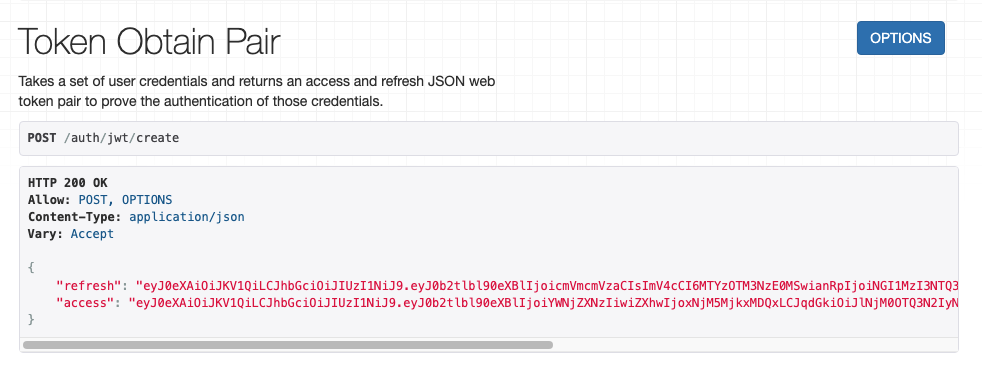 Token Obtain Pair
OPTIONS
Takes a set of user credentials and returns an access and refresh JSON web
token pair to prove the authentication of those credentials.
POST /auth/jwt/create
HTTP 200 OK
Allow: POST, OPTIONS
Content-Type: application/json
Vary: Accept
{
"refresh": "eyJ0eXAiOiJKV1QiLCJhbGciOiJIUzI1NiJ9.eyJ0b2tlbl90eXBlIjoicmVmcmVzaCIsImV4cCI6MTYzOTM3NzE0MSwianRpIjoiNGI1MzI3NTQ3
"access": "eyJ0eXAiOiJKV1QiLCJhbGciOiJIUzI1NiJ9.eyJ0b2tlbl90eXBlIjoiYWNjZXNzIiwiZXhwIjoxNjM5MjkxMDQxLCJqdGkiOiJlNjM0OTQ3N2IyN
}